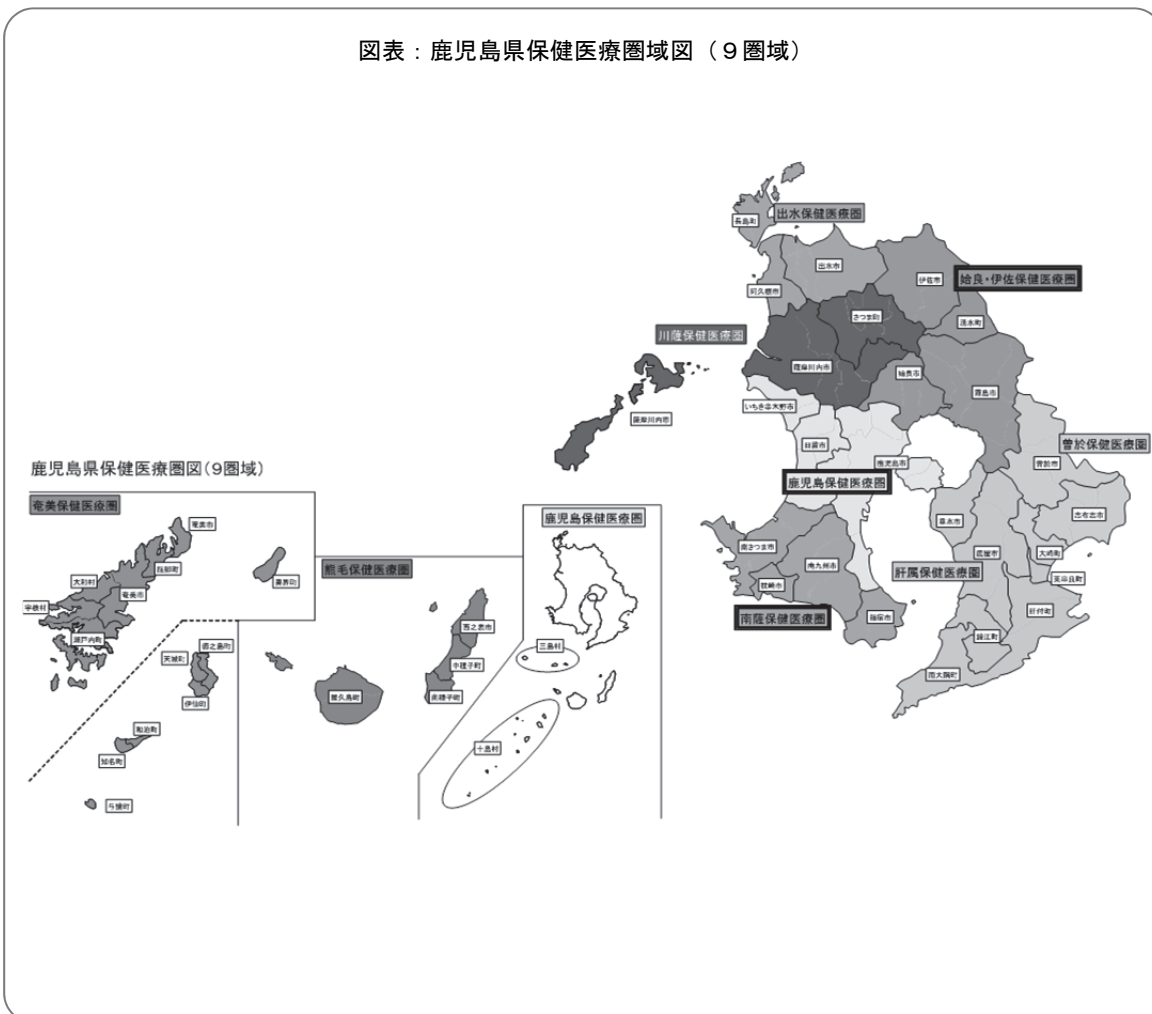 図表：鹿児島県保健医療圏域図（９圏域）
長島町
出水保健医療圏
出水市
伊佐市
姶良・伊佐保健医療圏
阿久根市
さつま町
湧水町
川薩保健医療圏
薩摩川内市
姶良市
霧島市
いちき串木野市
薩摩川内市
日置市
鹿児島市
曽於保健医療圏
曽於市
鹿児島県保健医療圏図(9圏域)
鹿児島保健医療圏
志布志市
奄美保健医療圏
鹿児島保健医療圏
垂水市
奄美市
南さつま市
鹿屋市
大崎町
龍郷町
熊毛保健医療圏
南九州市
肝属保健医療圏
東串良町
大和村
喜界町
枕崎市
奄美市
宇検村
南薩保健医療圏
指宿市
肝付町
西之表市
瀬戸内町
三島村
錦江町
徳之島町
天城町
中種子町
南大隅町
屋久島町
南種子町
伊仙町
和泊町
十島村
知名町
与論町